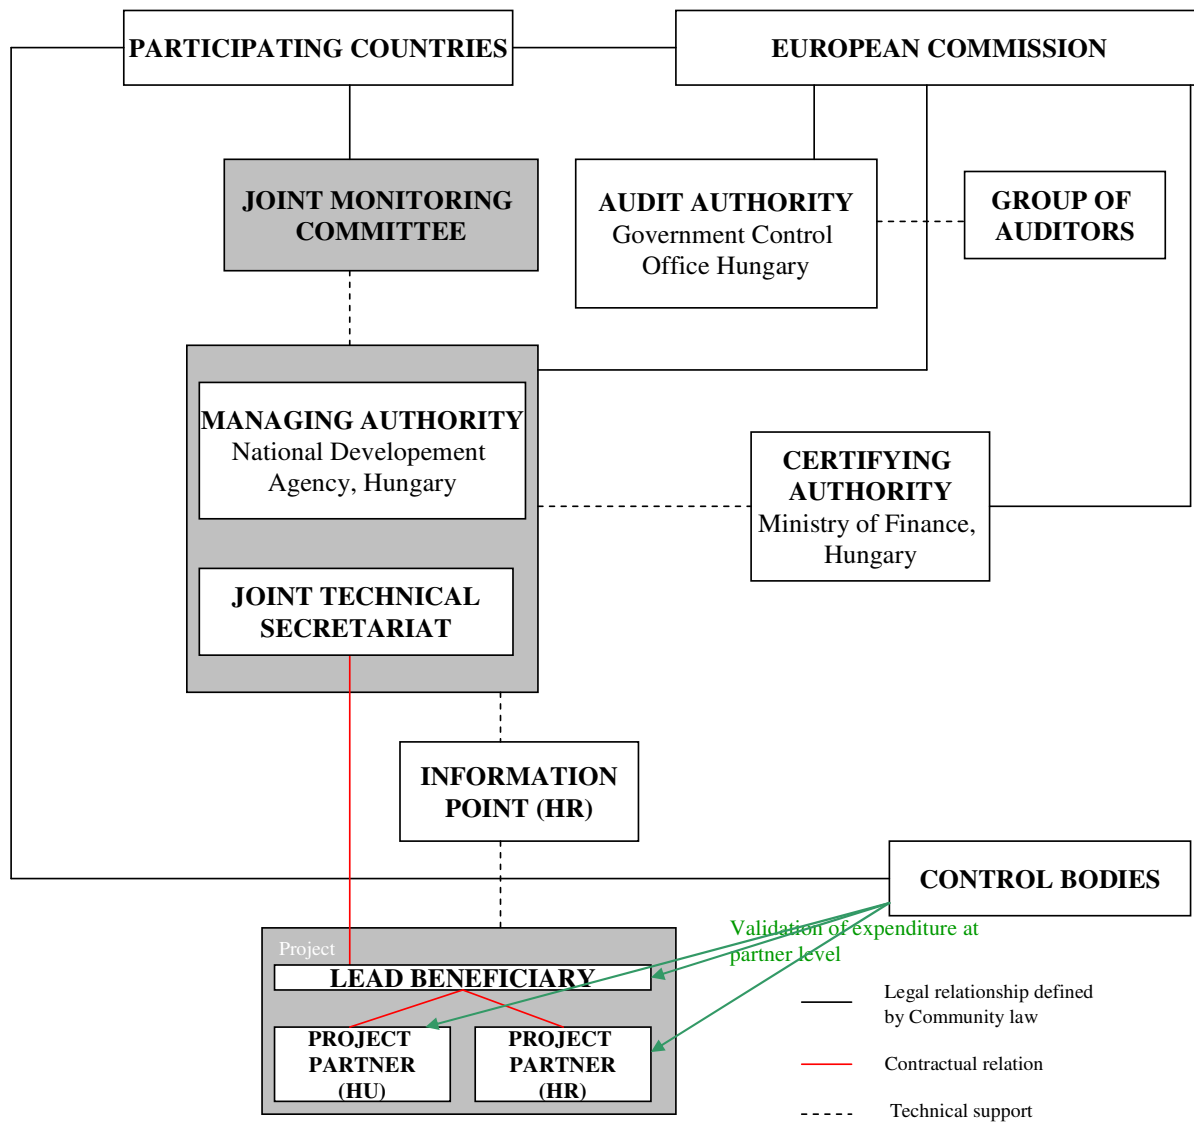 PARTICIPATING COUNTRIES
EUROPEAN COMMISSION
JOINT MONITORING
COMMITTEE
AUDIT AUTHORITY
Government Control
Office Hungary
GROUP OF
AUDITORS
MANAGING AUTHORITY
National Developement
Agency, Hungary
CERTIFYING
AUTHORITY
Ministry of Finance,
Hungary
JOINT TECHNICAL
SECRETARIAT
INFORMATION
POINT (HR)
CONTROL BODIES
Validation of expenditure at
partner level
Project
LEAD BENEFICIARY
PROJECT
PARTNER
(HU)
PROJECT
PARTNER
(HR)
Legal relationship defined
by Community law
Contractual relation
Technical support